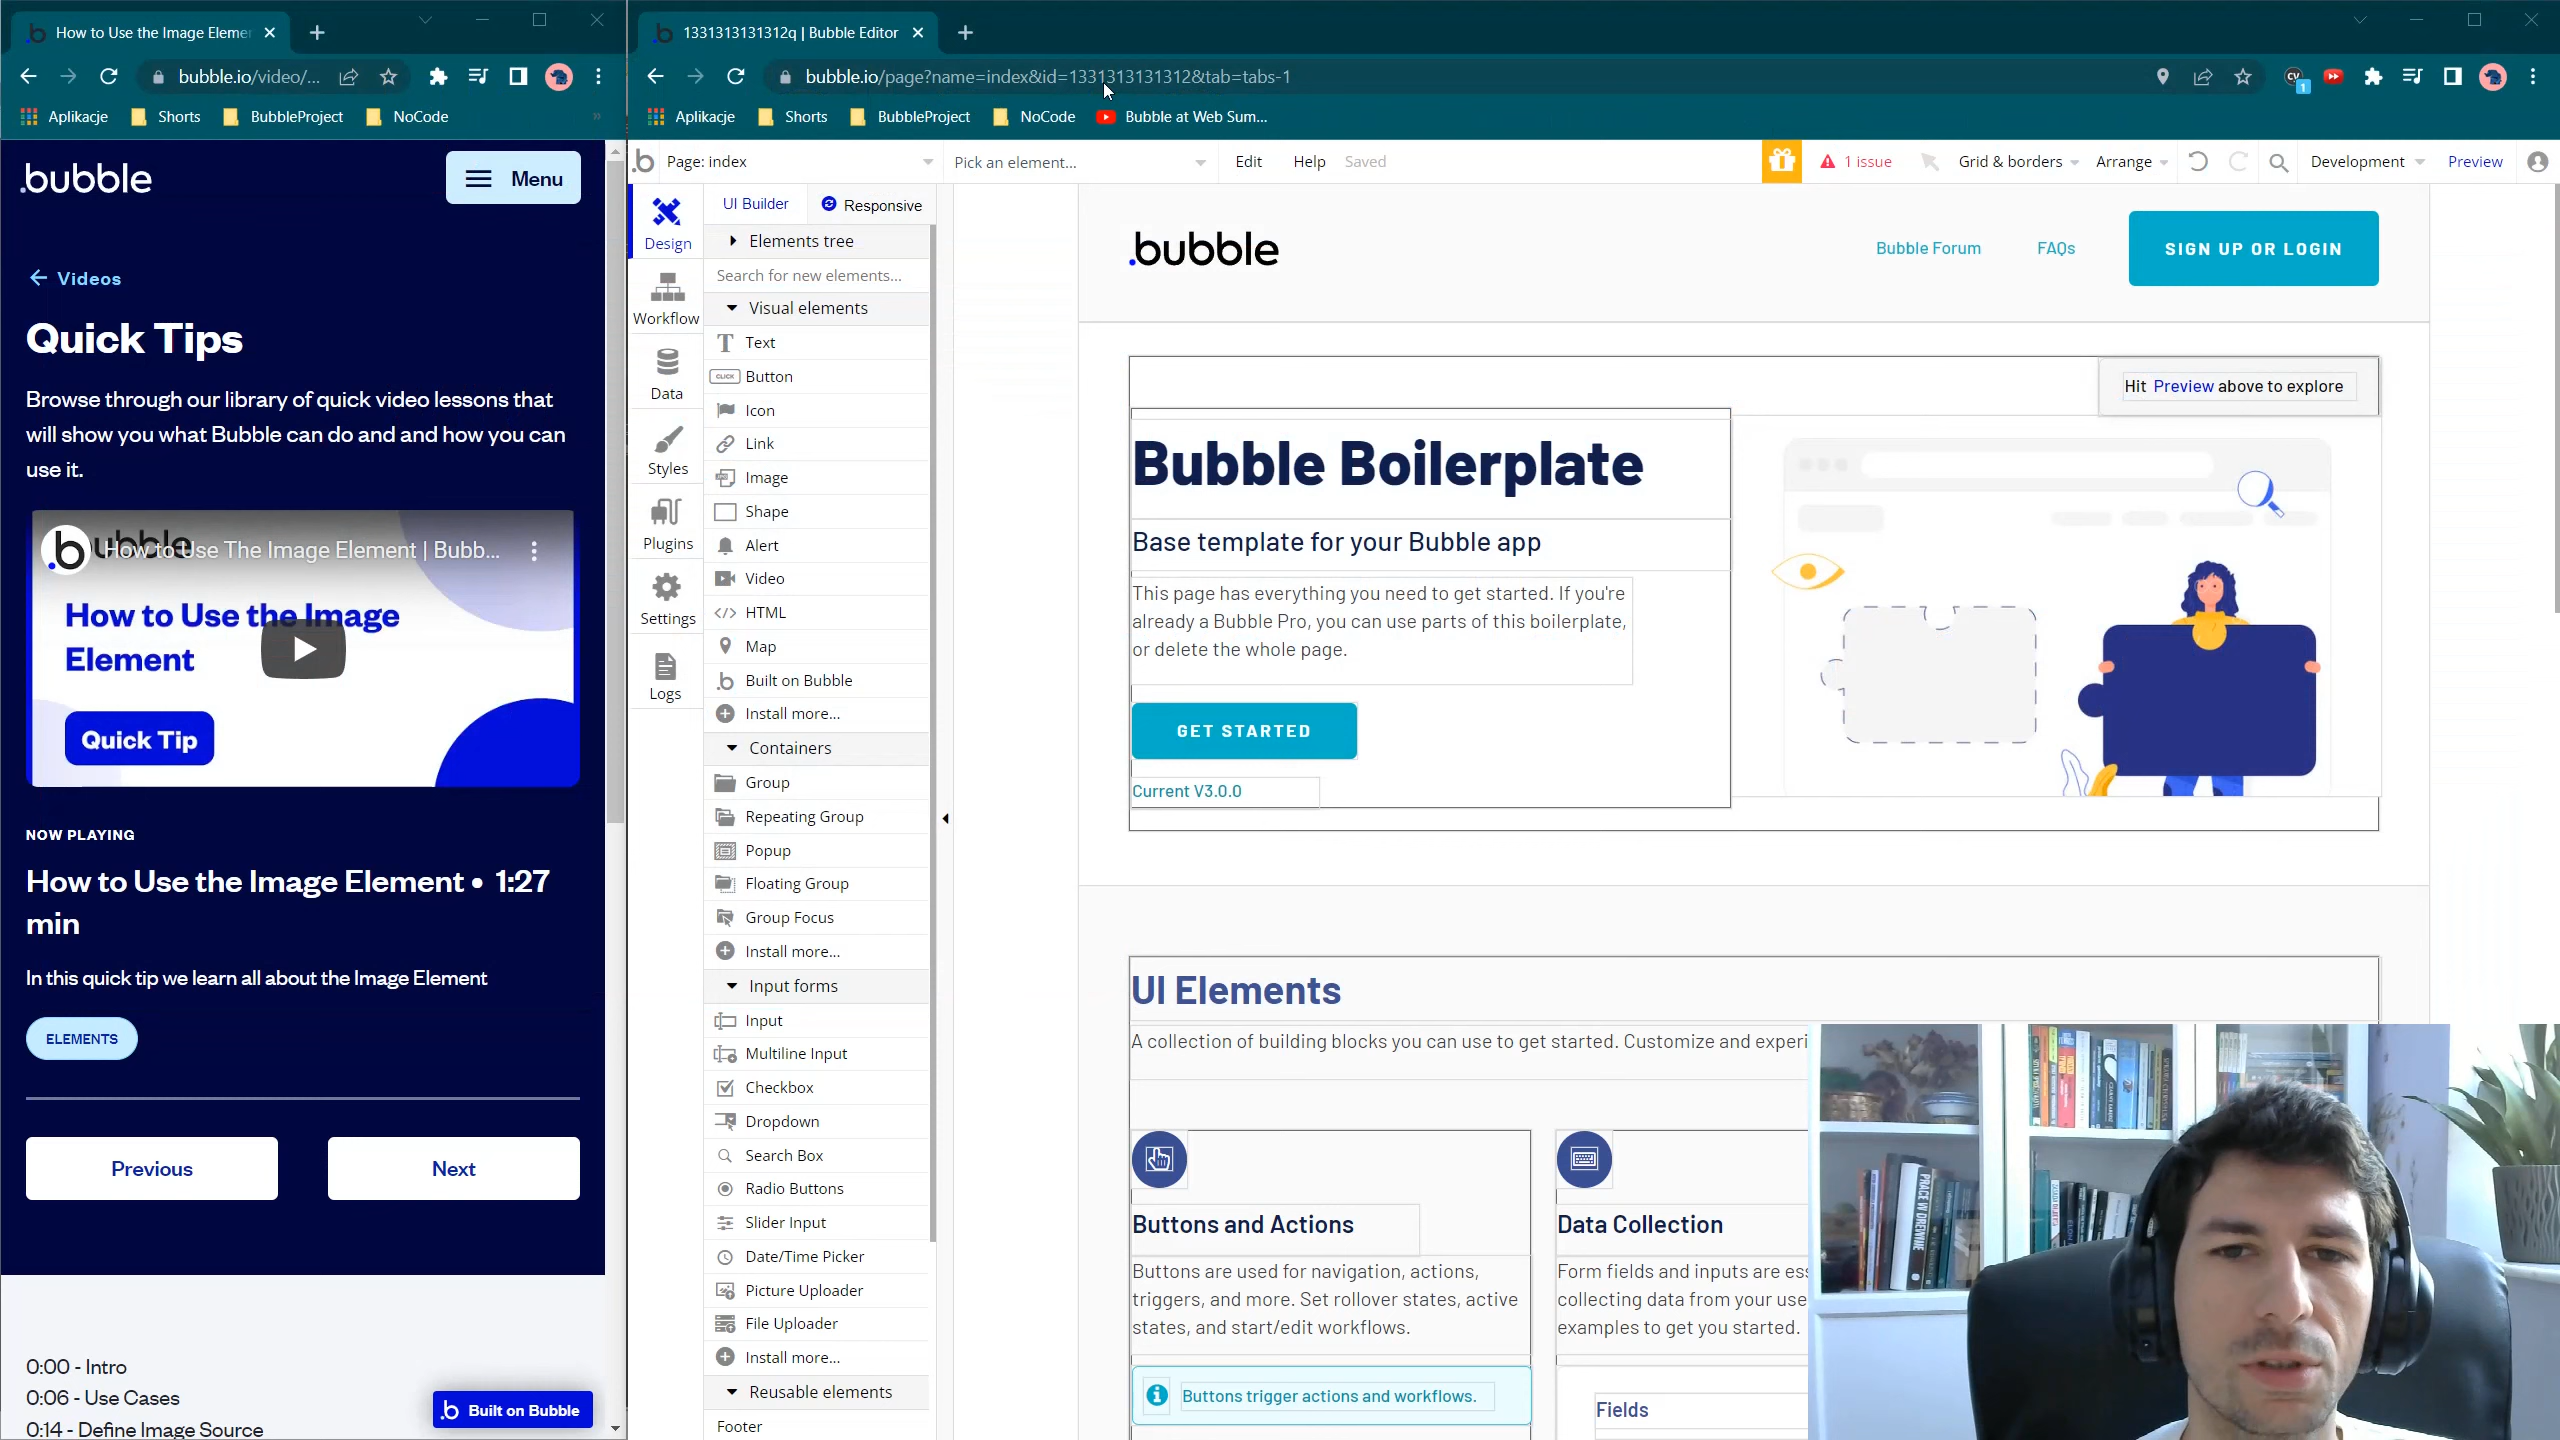 How to Use the Image Eleme
bubble.io/video/...
Aplikacje
Shorts
BubbleProject
NoCode
»
.bubble
Menu
Videos
Quick Tips
Browse through our library of quick video lessons that
will show you what Bubble can do and and how you can
use it.
How to Use The Image Element | Bubb...
bubble
How to Use the Image
Element
Quick Tip
NOW PLAYING
How to Use the Image Element • 1:27
min
In this quick tip we learn all about the Image Element
ELEMENTS
Previous
Next
0:00 - Intro
0:06 - Use Cases
0:14 - Define Image Source
Built on Bubble
1331313131312q | Bubble Editor
bubble.io/page?name=index&id=1331313131312&tab=tabs-1
1
Aplikacje
Shorts
BubbleProject
NoCode
Bubble at Web Sum...
Page: index
Pick an element...
Edit
Help
Saved
1 issue
Grid & borders
Arrange
Development
Preview
Design
Workflow
Data
Styles
Plugins
Settings
Logs
UI Builder
Responsive
Elements tree
Search for new elements...
Visual elements
Text
CLICK
Button
Icon
Link
Image
Shape
Alert
Video
HTML
Map
Built on Bubble
Install more...
Containers
Group
Repeating Group
Popup
Floating Group
Group Focus
Install more...
Input forms
Input
Multiline Input
Checkbox
Dropdown
Search Box
Radio Buttons
Slider Input
Date/Time Picker
Picture Uploader
File Uploader
Install more...
Reusable elements
Footer
.bubble
Bubble Forum
FAQs
SIGN UP OR LOGIN
Hit Preview above to explore
Bubble Boilerplate
Base template for your Bubble app
This page has everything you need to get started. If you're
already a Bubble Pro, you can use parts of this boilerplate,
or delete the whole page.
GET STARTED
Current V3.0.0
UI Elements
A collection of building blocks you can use to get started. Customize and experi
Buttons and Actions
Buttons are used for navigation, actions,
triggers, and more. Set rollover states, active
states, and start/edit workflows.
Buttons trigger actions and workflows.
Data Collection
Form fields and inputs are ess
collecting data from your use
examples to get you started.
Fields
PRACE W DREWNIE